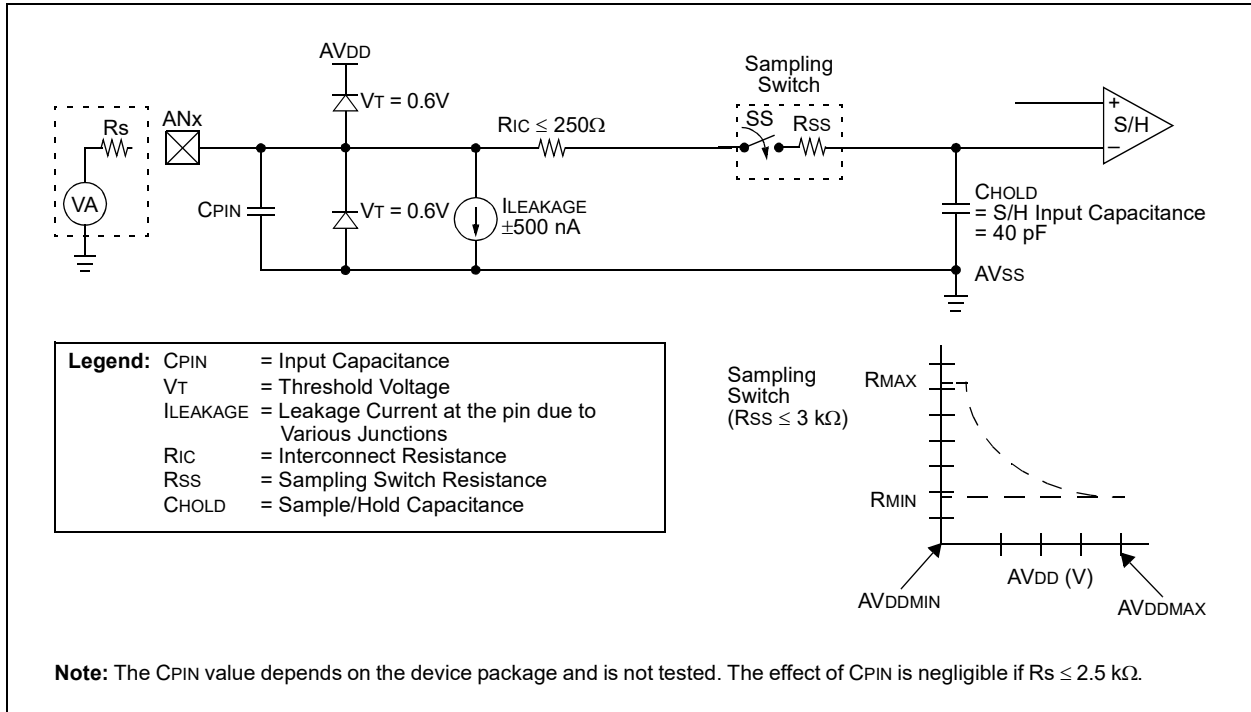 AVDD
VT = 0.6V
ANx
Rs
VA
CPIN
VT = 0.6V
ILEAKAGE
±500 nA
RIC ≤ 250Ω
Sampling
Switch
SS
RSS
+
S/H
–
CHOLD
= S/H Input Capacitance
= 40 pF
AVSS
Legend: CPIN = Input Capacitance
VT = Threshold Voltage
ILEAKAGE = Leakage Current at the pin due to
Various Junctions
RIC = Interconnect Resistance
RSS = Sampling Switch Resistance
CHOLD = Sample/Hold Capacitance
Sampling
Switch
(RSS ≤ 3 kΩ)
RMAX
RMIN
AVDD (V)
AVDDMIN
AVDDMAX
Note: The CPIN value depends on the device package and is not tested. The effect of CPIN is negligible if Rs ≤ 2.5 kΩ.